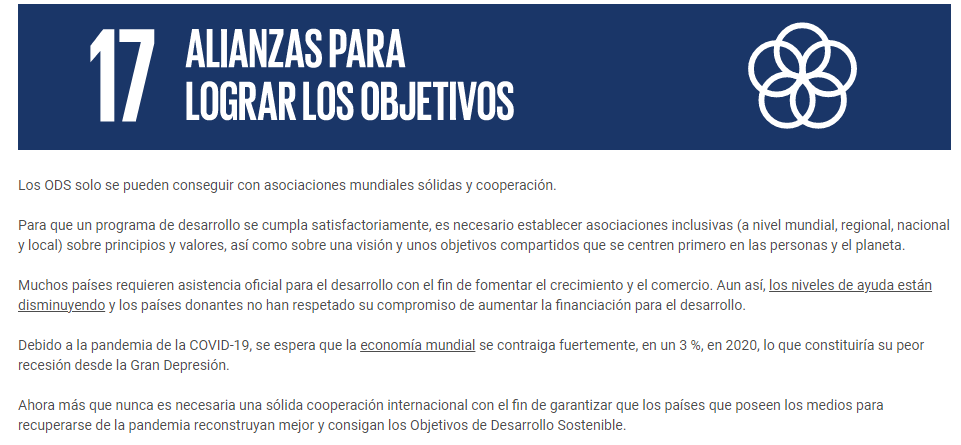 17
ALIANZAS PARA
LOGRAR LOS OBJETIVOS
Los ODS solo se pueden conseguir con asociaciones mundiales sólidas y cooperación.
Para que un programa de desarrollo se cumpla satisfactoriamente, es necesario establecer asociaciones inclusivas (a nivel mundial, regional, nacional
y local) sobre principios y valores, así como sobre una visión y unos objetivos compartidos que se centren primero en las personas y el planeta.
Muchos países requieren asistencia oficial para el desarrollo con el fin de fomentar el crecimiento y el comercio. Aun así, los niveles de ayuda están
disminuyendo y los países donantes no han respetado su compromiso de aumentar la financiación para el desarrollo.
Debido a la pandemia de la COVID-19, se espera que la economía mundial se contraiga fuertemente, en un 3 %, en 2020, lo que constituiría su peor
recesión desde la Gran Depresión.
Ahora más que nunca es necesaria una sólida cooperación internacional con el fin de garantizar que los países que poseen los medios para
recuperarse de la pandemia reconstruyan mejor y consigan los Objetivos de Desarrollo Sostenible.